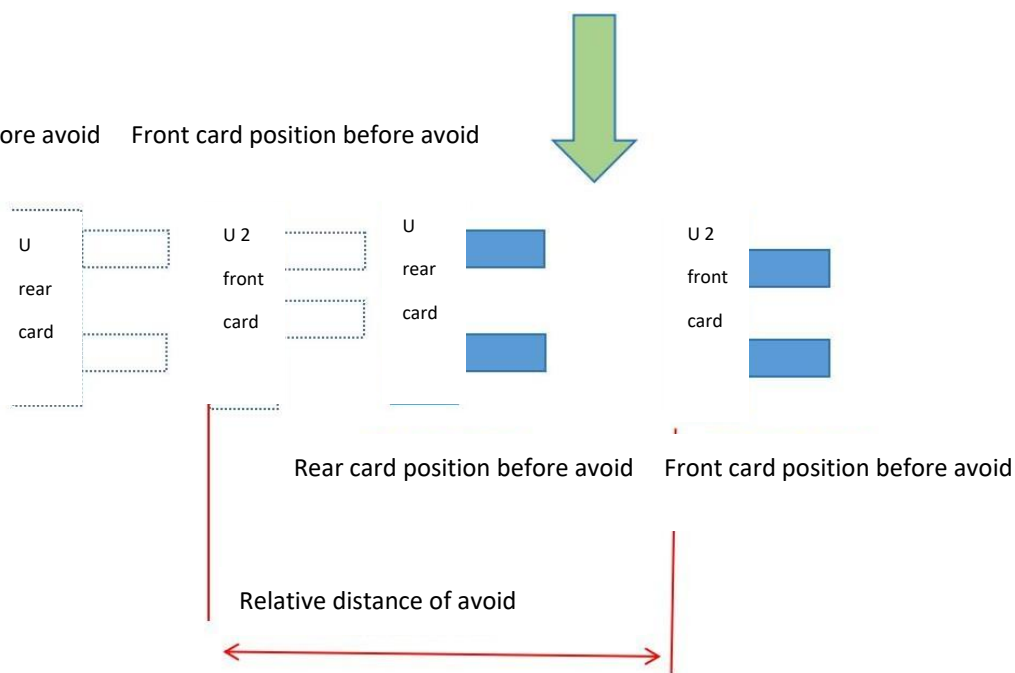 ore avoid Front card position before avoid
U
rear
card
U 2
front
card
U
rear
card
U 2
front
card
Rear card position before avoid Front card position before avoid
Relative distance of avoid